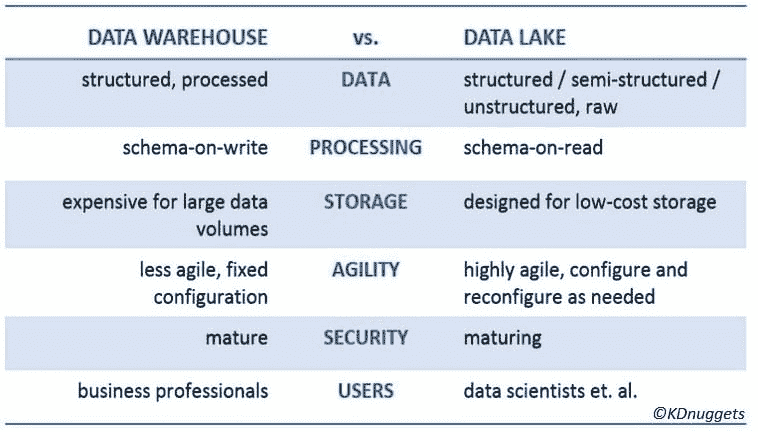 DATA WAREHOUSE vs. DATA LAKE
structured, processed DATA structured / semi-structured /
unstructured, raw
schema-on-write PROCESSING schema-on-read
expensive for large data STORAGE designed for low-cost storage
volumes
less agile, fixed AGILITY highly agile, configure and
configuration reconfigure as needed
mature SECURITY maturing
business professionals USERS data scientists et. al.
©KDnuggets